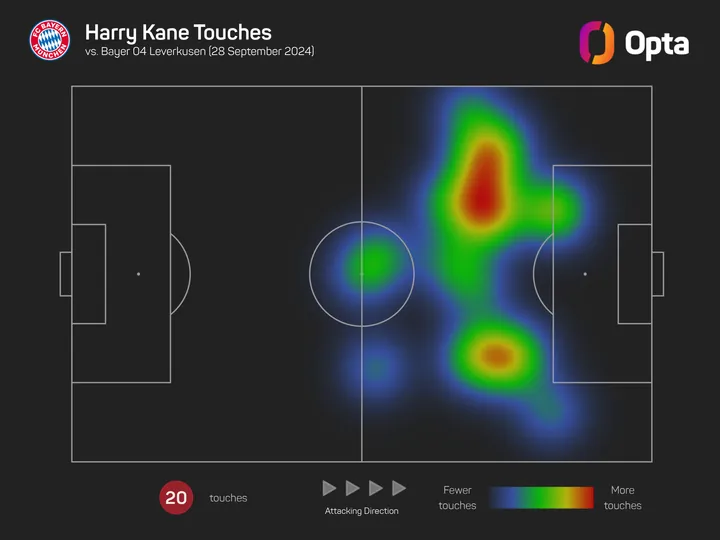 FC BAYERN MÜNCHEN
Harry Kane Touches
vs. Bayer 04 Leverkusen (28 September 2024)
Opta
20 touches
Attacking Direction
Fewer touches
More touches